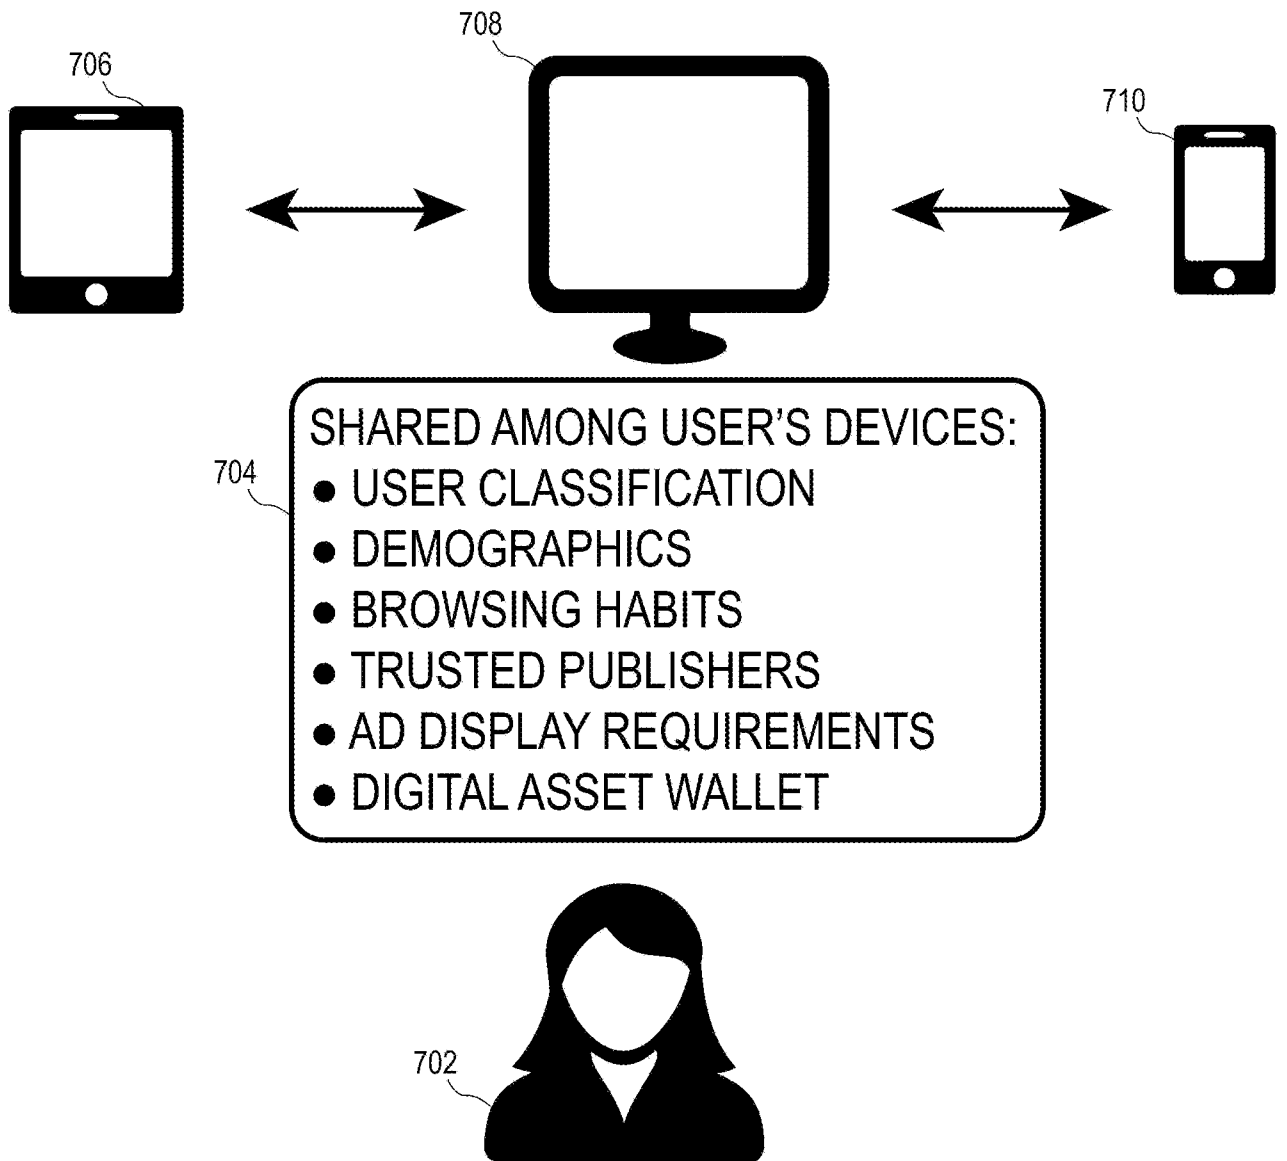 708
706
710
SHARED AMONG USER'S DEVICES:
704
● USER CLASSIFICATION
● DEMOGRAPHICS
● BROWSING HABITS
● TRUSTED PUBLISHERS
● AD DISPLAY REQUIREMENTS
● DIGITAL ASSET WALLET
702